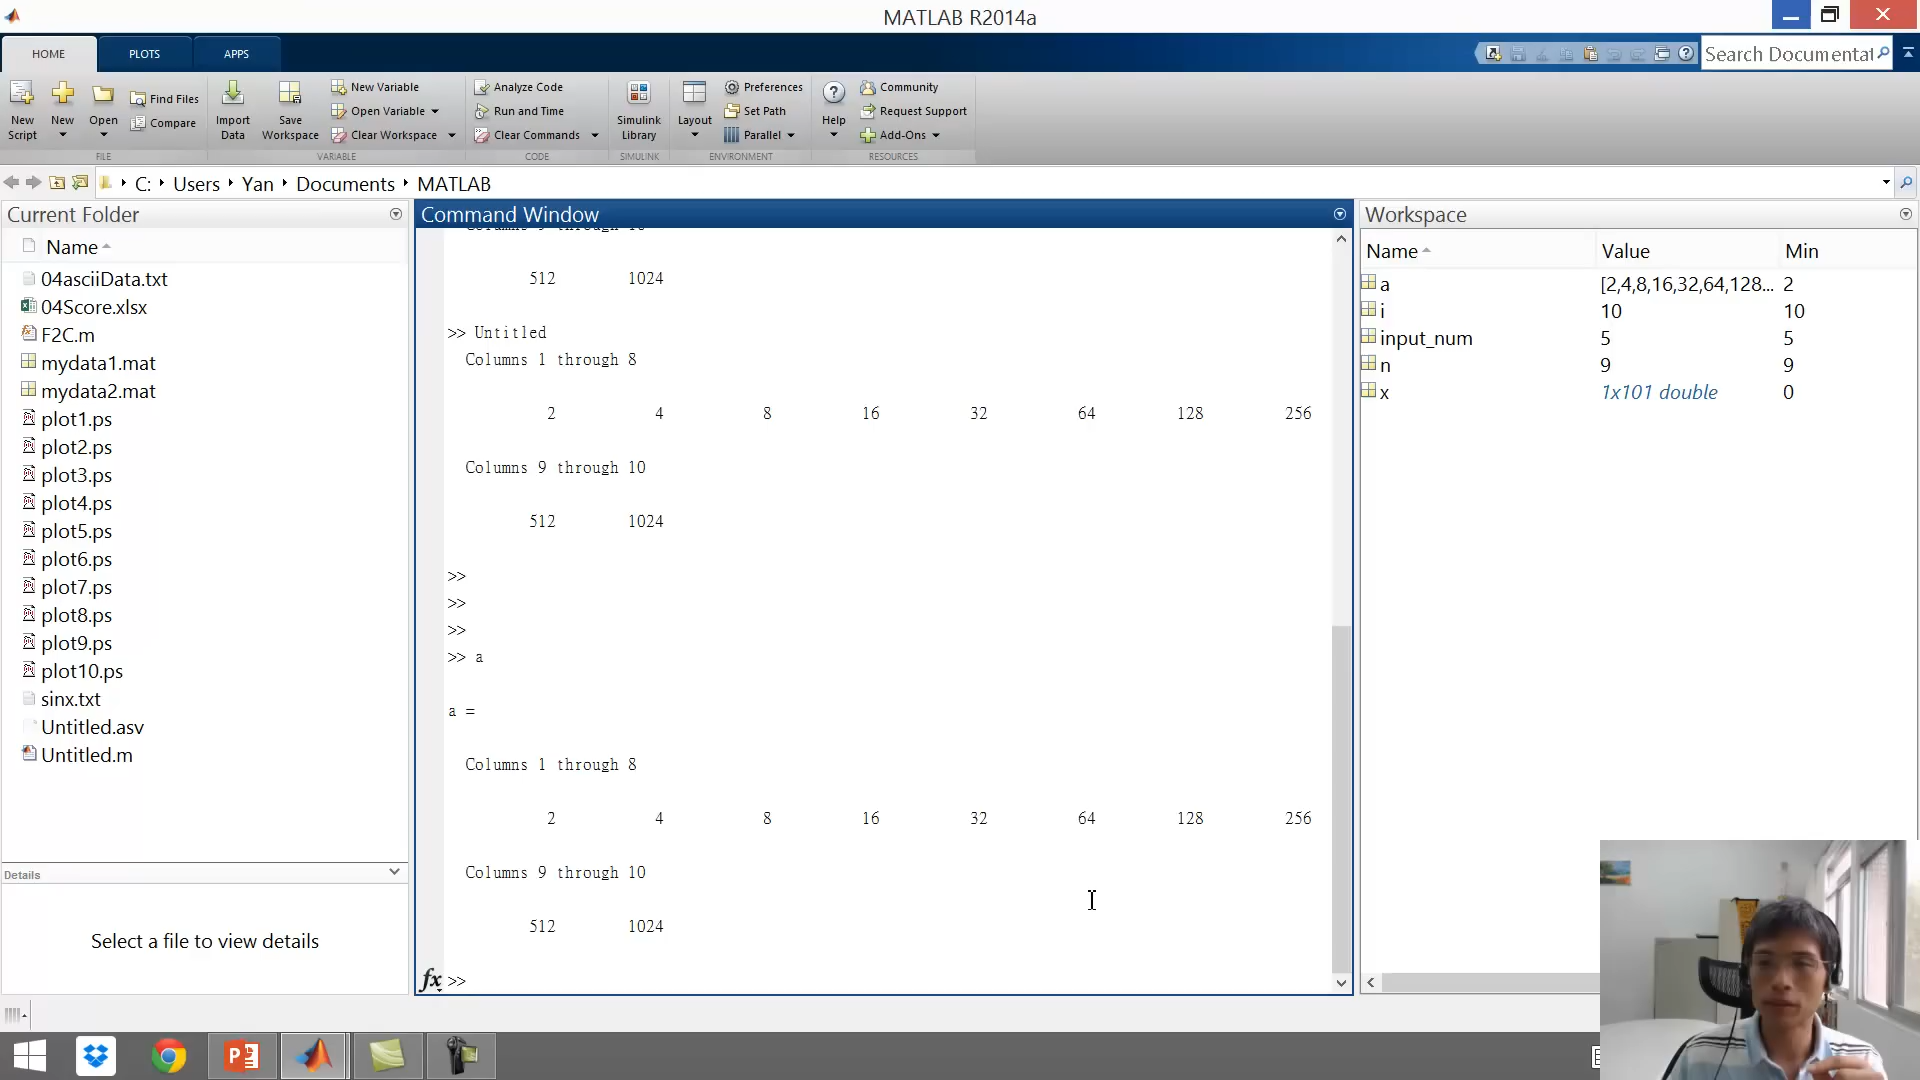 MATLAB R2014a
HOME PLOTS APPS
Search Documentat
New Script
New
Open
Find Files
Compare
FILE
Import Data
Save Workspace
New Variable
Open Variable
Clear Workspace
VARIABLE
Analyze Code
Run and Time
Clear Commands
CODE
Simulink Library
SIMULINK
Layout
Preferences
Set Path
Parallel
ENVIRONMENT
Help
Community
Request Support
Add-Ons
RESOURCES
C: Users Yan Documents MATLAB
Current Folder
Name
04asciiData.txt
04Score.xlsx
F2C.m
mydata1.mat
mydata2.mat
plot1.ps
plot2.ps
plot3.ps
plot4.ps
plot5.ps
plot6.ps
plot7.ps
plot8.ps
plot9.ps
plot10.ps
sinx.txt
Untitled.asv
Untitled.m
Details
Select a file to view details
Command Window
512 1024
>> Untitled
Columns 1 through 8
2 4 8 16 32 64 128 256
Columns 9 through 10
512 1024
>>
>>
>>
>> a
a =
Columns 1 through 8
2 4 8 16 32 64 128 256
Columns 9 through 10
512 1024
fx >>
Workspace
Name Value Min
a [2,4,8,16,32,64,128... 2
i 10 10
input_num 5 5
n 9 9
x 1x101 double 0